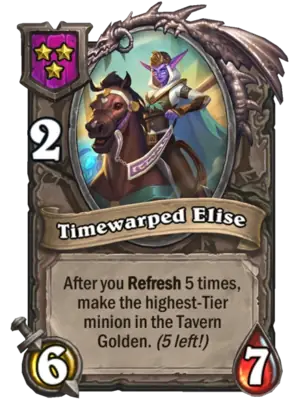 2
Timewarped Elise
After you Refresh 5 times,
make the highest-Tier
minion in the Tavern
Golden. (5 left!)
6
7